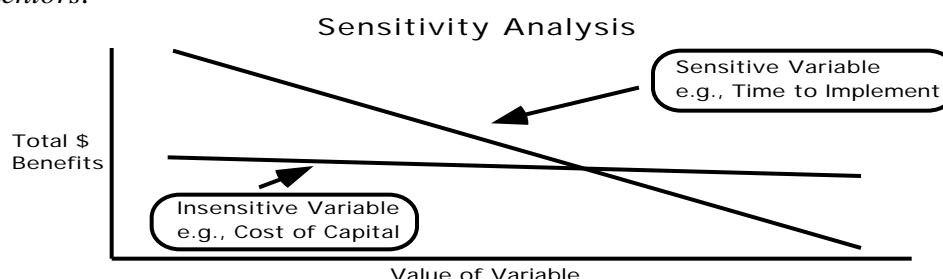 Sensitivity Analysis
Sensitive Variable
e.g., Time to Implement
Total $
Benefits
Insensitive Variable
e.g., Cost of Capital
Value of Variable